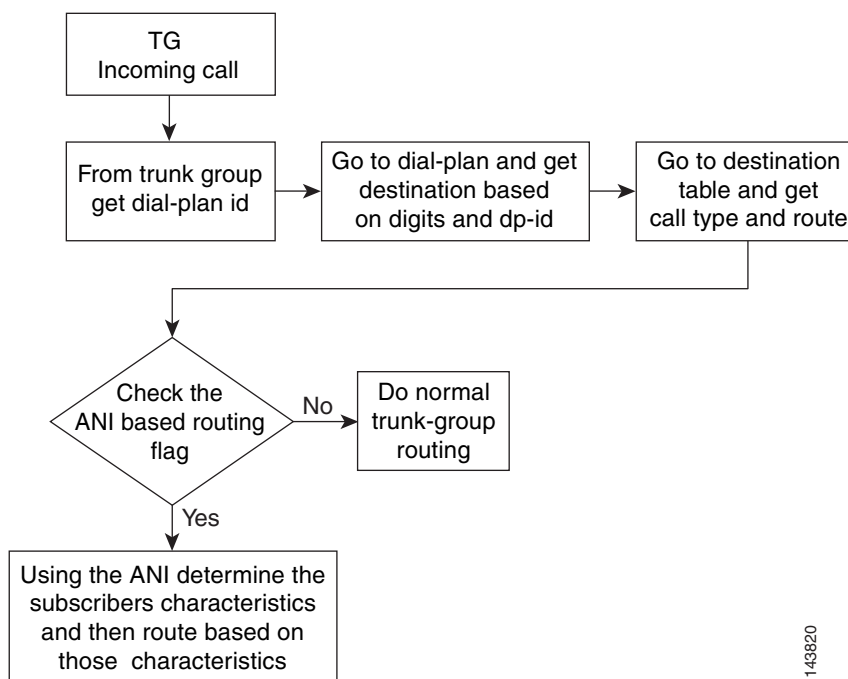 TG
Incoming call
From trunk group
get dial-plan id
Go to dial-plan and get
destination based
on digits and dp-id
Go to destination
table and get
call type and route
Check the
ANI based routing
flag
No
Do normal
trunk-group
routing
Yes
Using the ANI determine the
subscribers characteristics
and then route based on
those characteristics
143820